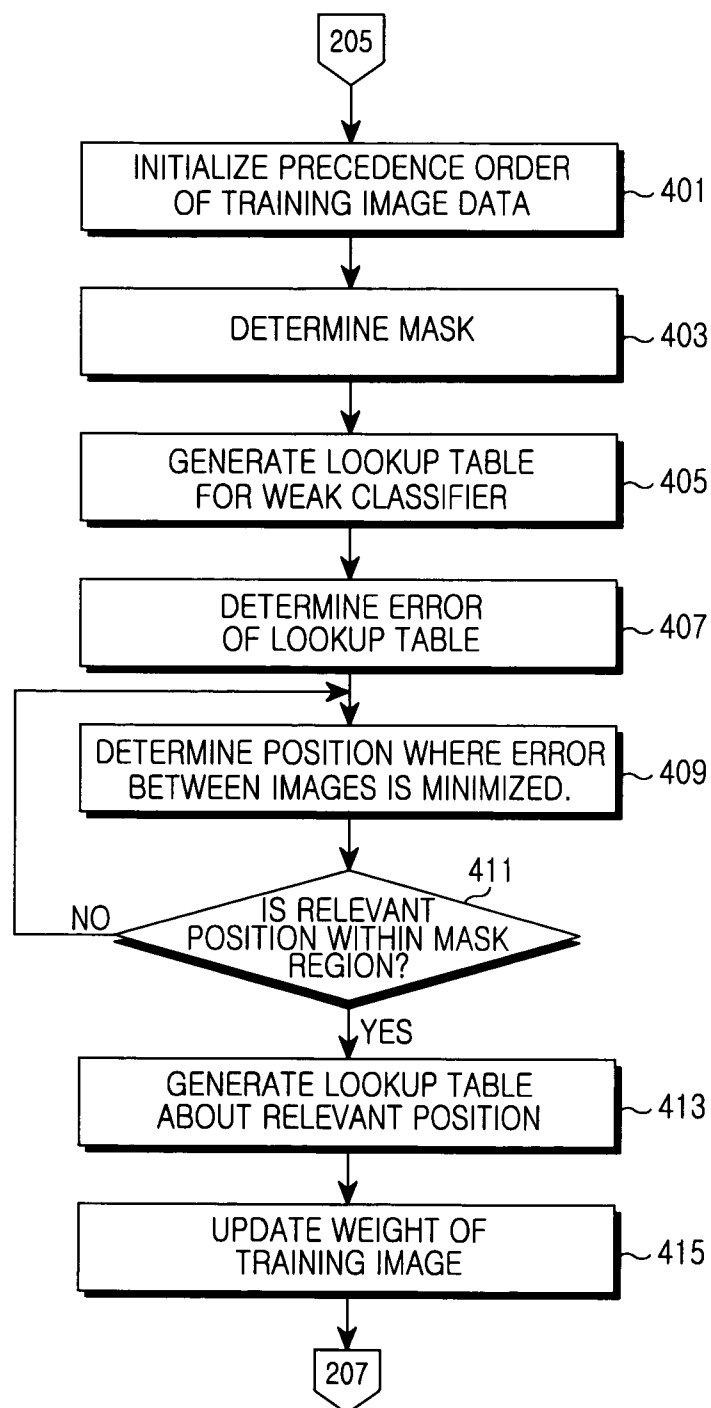 205
INITIALIZE PRECEDENCE ORDER
OF TRAINING IMAGE DATA
401
DETERMINE MASK
403
GENERATE LOOKUP TABLE
FOR WEAK CLASSIFIER
405
DETERMINE ERROR
OF LOOKUP TABLE
407
DETERMINE POSITION WHERE ERROR
BETWEEN IMAGES IS MINIMIZED.
409
411
NO
IS RELEVANT
POSITION WITHIN MASK
REGION?
YES
GENERATE LOOKUP TABLE
ABOUT RELEVANT POSITION
413
UPDATE WEIGHT OF
TRAINING IMAGE
415
207